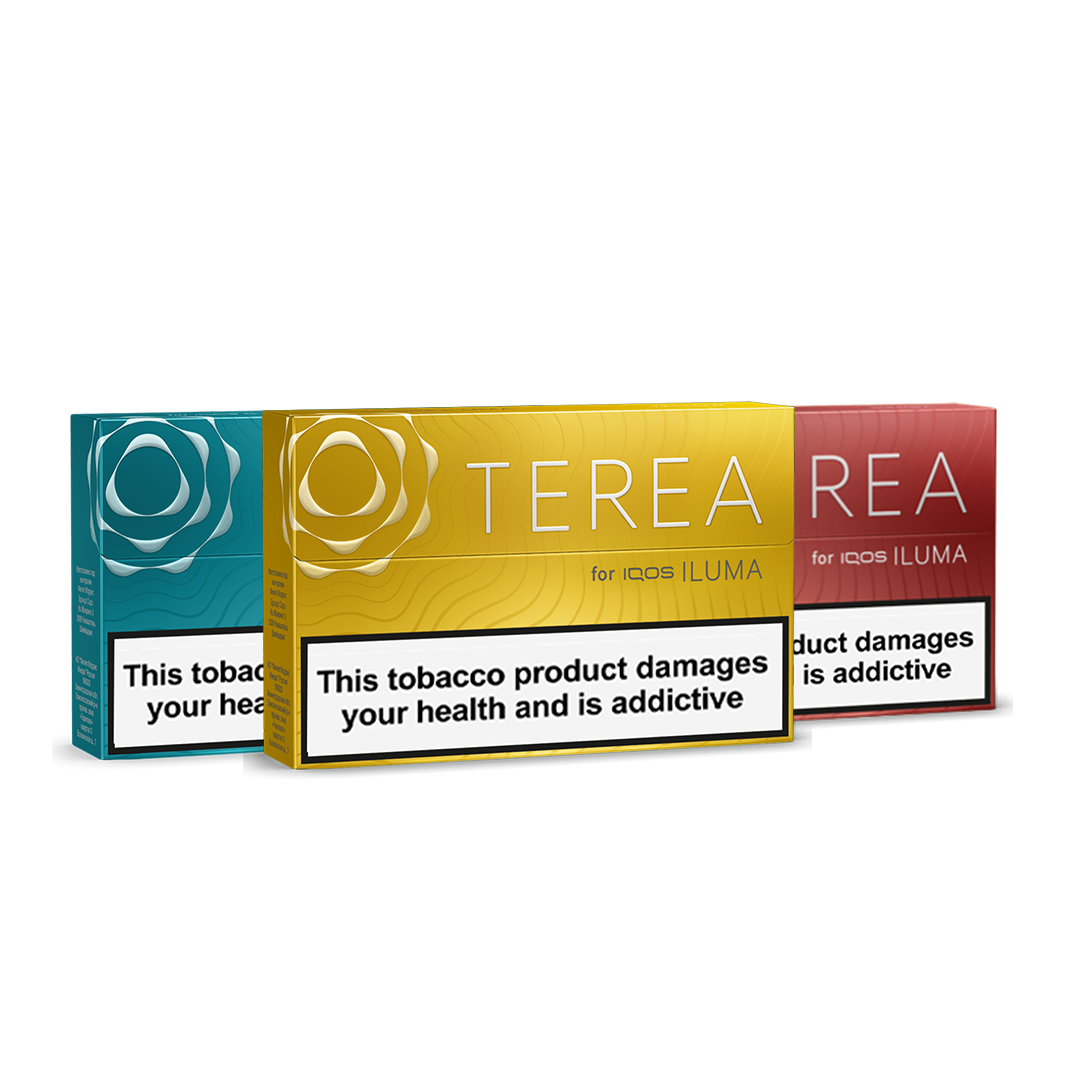 TEREA
for IQOS ILUMA
This tobacco product damages
your health and is addictive
This tobac
your hea
REA
for IQOS ILUMA
duct damages
is addictive